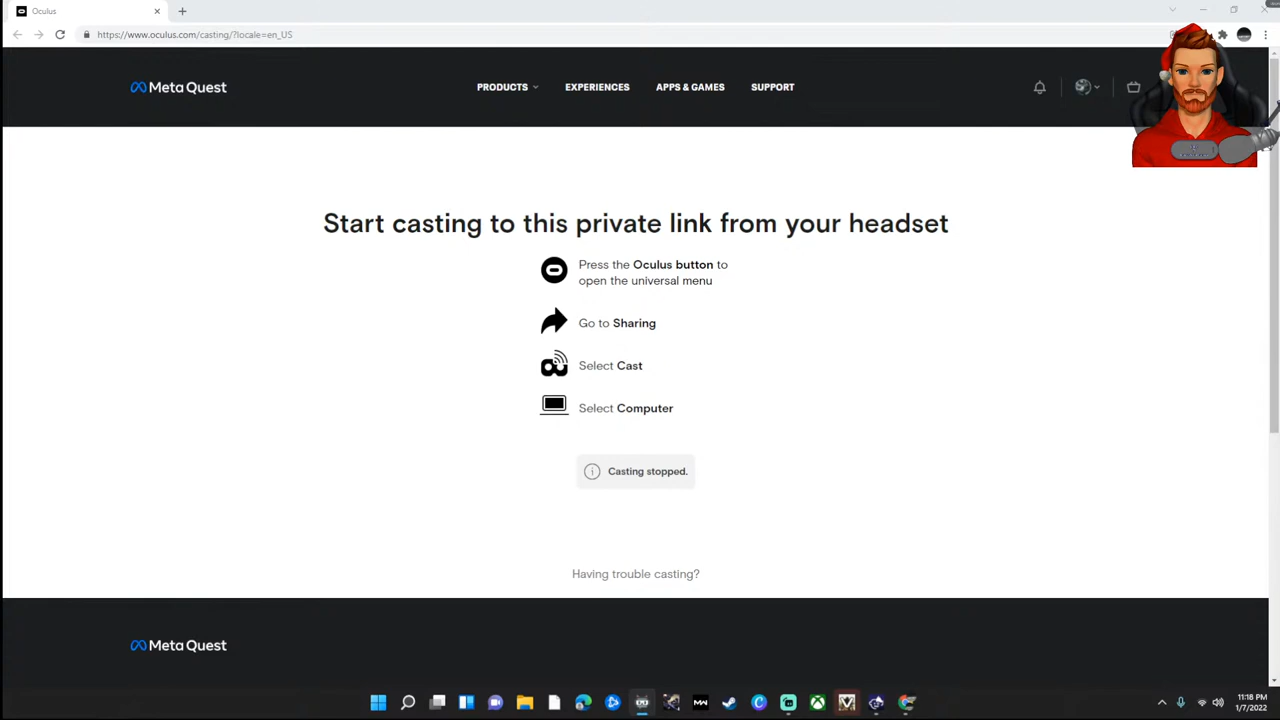 Oculus
https://www.oculus.com/casting/?locale=en_US
Meta Quest
PRODUCTS
EXPERIENCES
APPS & GAMES
SUPPORT
Start casting to this private link from your headset
Press the Oculus button to
open the universal menu
Go to Sharing
Select Cast
Select Computer
Casting stopped.
Having trouble casting?
Meta Quest
MW
11:18 PM
1/7/2022